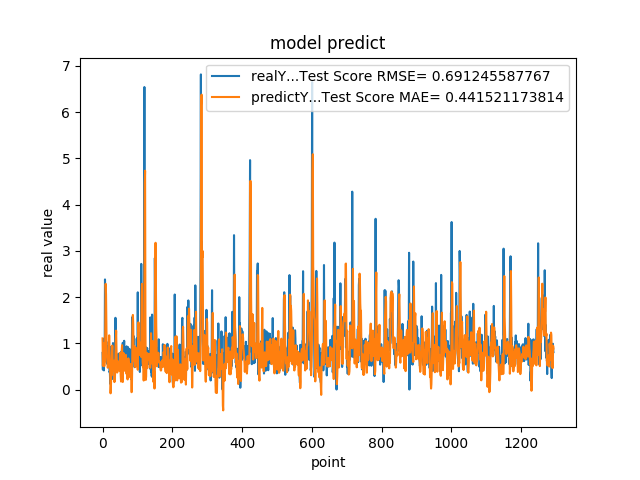 model predict
realY...Test Score RMSE= 0.691245587767
predictY...Test Score MAE= 0.441521173814
7
6
5
4
3
2
1
0
real value
0 200 400 600 800 1000 1200
point